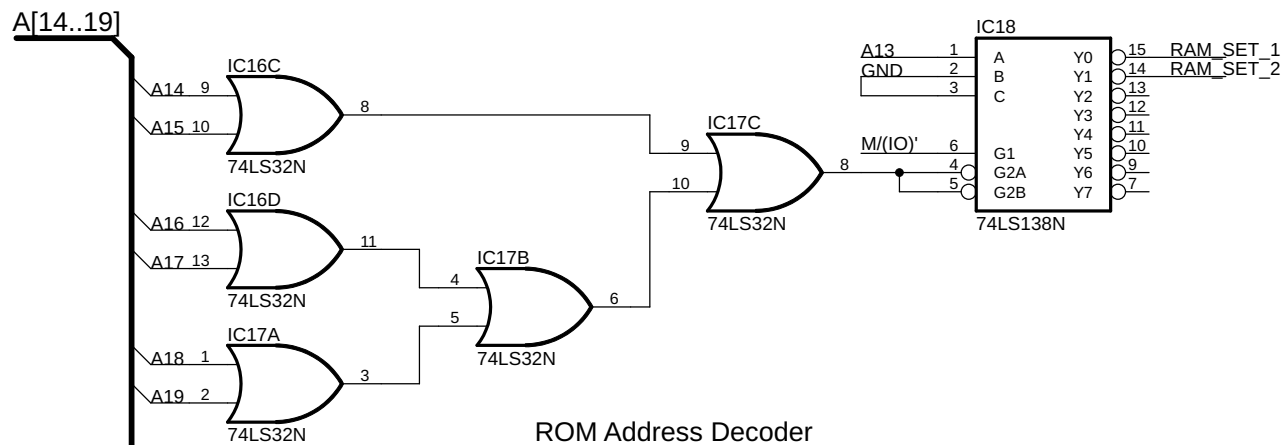 A[14..19]
IC16C
A14 9
A15 10
8
74LS32N
IC16D
A16 12
A17 13
11
74LS32N
IC17A
A18 1
A19 2
3
74LS32N
IC17B
4
5
6
74LS32N
IC17C
9
10
8
74LS32N
IC18
A13 1 A
GND 2 B
3 C
M/(IO)' 6 G1
4 G2A
5 G2B
Y0 15 RAM_SET_1
Y1 14 RAM_SET_2
Y2 13
Y3 12
Y4 11
Y5 10
Y6 9
Y7 7
74LS138N
ROM Address Decoder